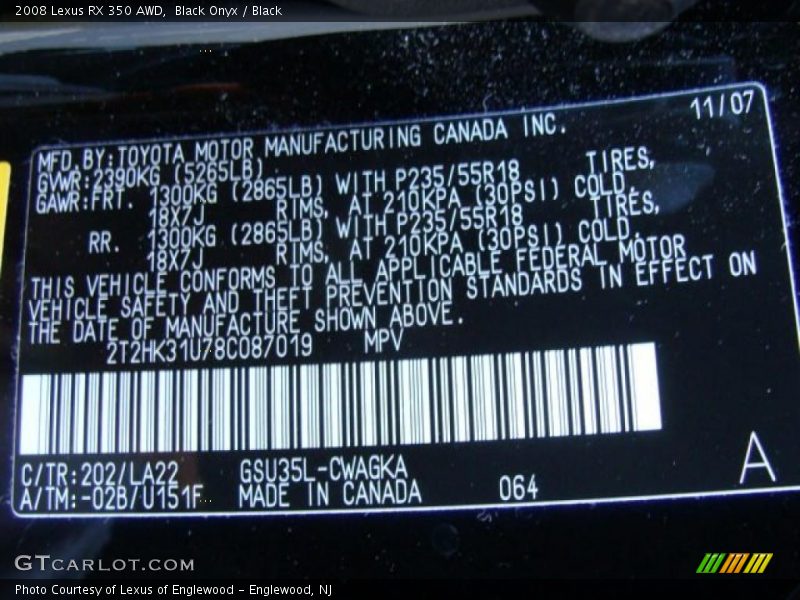 2008 Lexus RX 350 AWD, Black Onyx / Black
11/07
MFD.BY:TOYOTA MOTOR MANUFACTURING CANADA INC.
GVWR:2390KG (5265LB)
GAWR:FRT. 1300KG (2865LB) WITH P235/55R18 TIRES,
18X7J RIMS, AT 210KPA (30PSI) COLD.
RR. 1300KG (2865LB) WITH P235/55R18 TIRES,
18X7J RIMS, AT 210KPA (30PSI) COLD.
THIS VEHICLE CONFORMS TO ALL APPLICABLE FEDERAL MOTOR
VEHICLE SAFETY AND THEFT PREVENTION STANDARDS IN EFFECT ON
THE DATE OF MANUFACTURE SHOWN ABOVE.
2T2HK31U78C087019 MPV
C/TR:202/LA22 GSU35L-CWAGKA A
A/TM:-02B/U151F MADE IN CANADA 064
GTCARLOT.COM
Photo Courtesy of Lexus of Englewood – Englewood, NJ